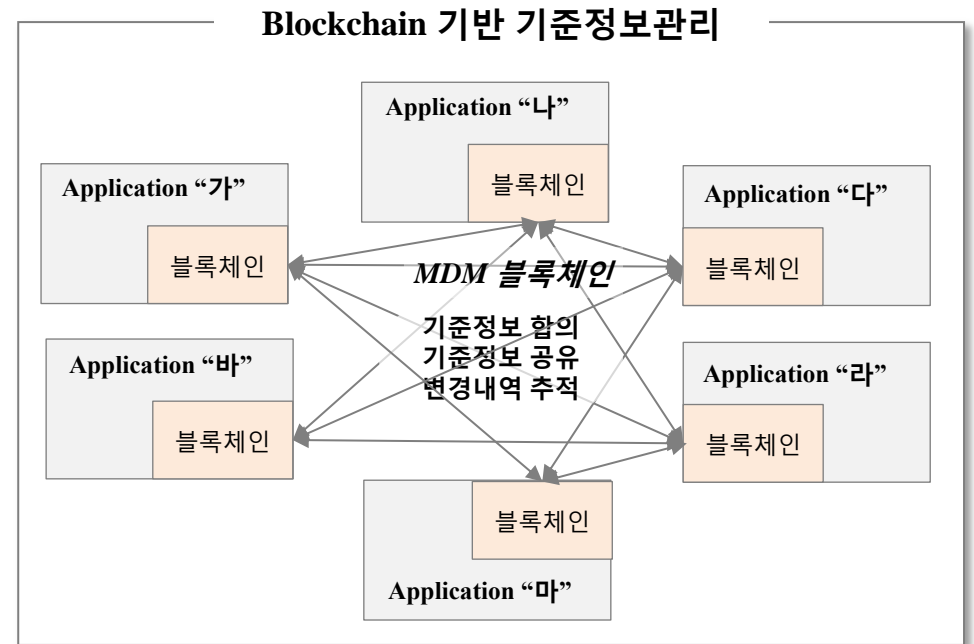 Blockchain 기반 기준정보관리
Application “나”
블록체인
Application “가”
블록체인
Application “다”
블록체인
MDM 블록체인
기준정보 합의
기준정보 공유
변경내역 추적
Application “바”
블록체인
Application “라”
블록체인
블록체인
Application “마”